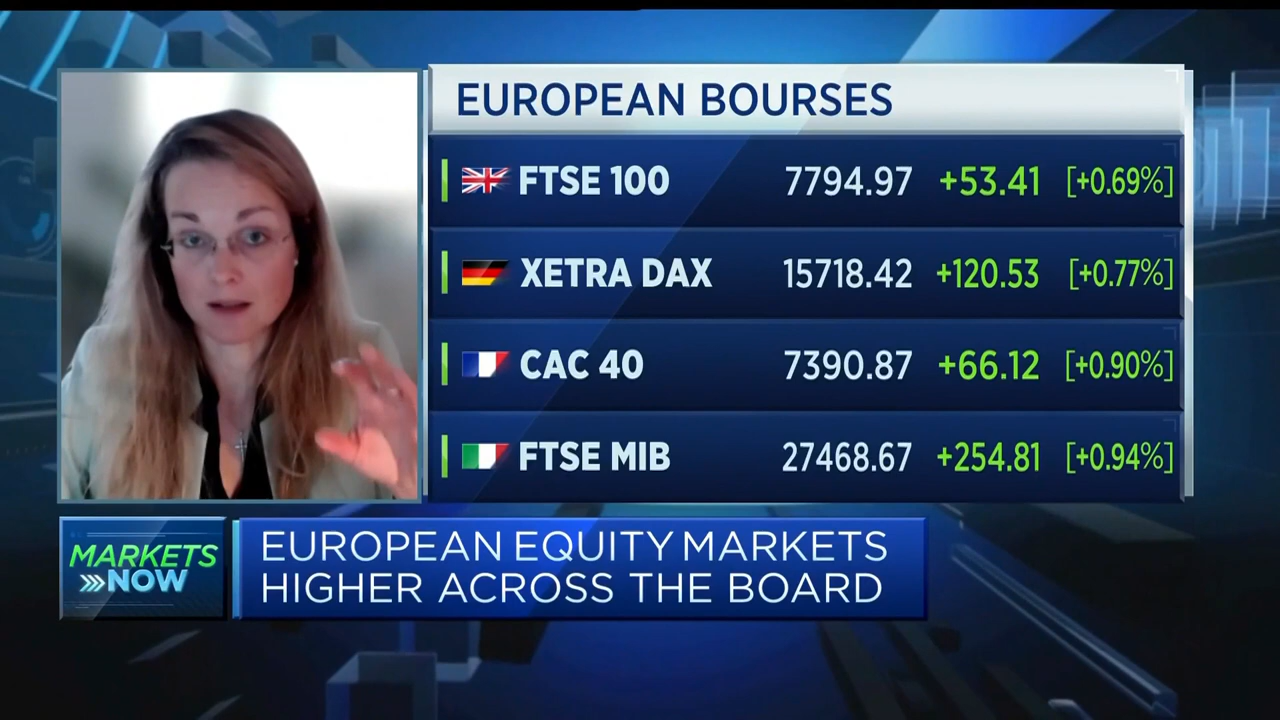 EUROPEAN BOURSES
FTSE 100 7794.97 +53.41 [+0.69%]
XETRA DAX 15718.42 +120.53 [+0.77%]
CAC 40 7390.87 +66.12 [+0.90%]
FTSE MIB 27468.67 +254.81 [+0.94%]
MARKETS
NOW
EUROPEAN EQUITY MARKETS
HIGHER ACROSS THE BOARD